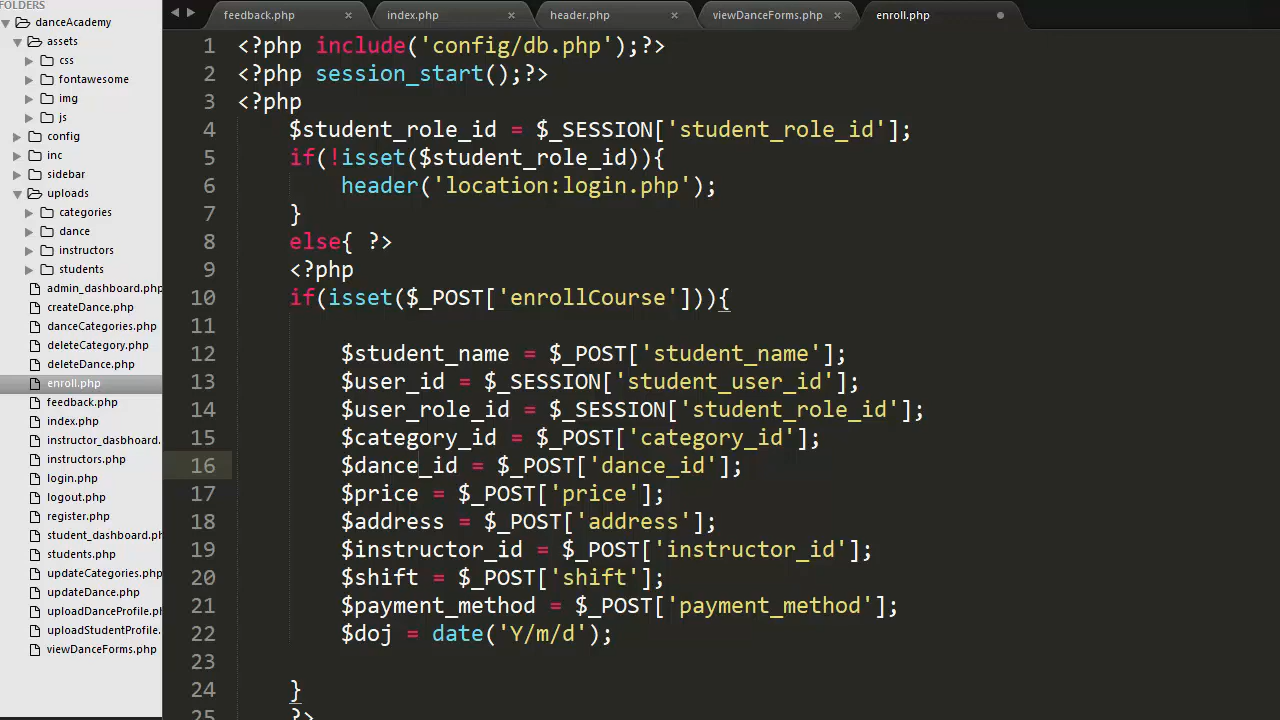 FOLDERS
danceAcademy
assets
css
fontawesome
img
js
config
inc
sidebar
uploads
categories
dance
instructors
students
admin_dashboard.php
createDance.php
danceCategories.php
deleteCategory.php
deleteDance.php
enroll.php
feedback.php
index.php
instructor_dasbhoard.
instructors.php
login.php
logout.php
register.php
student_dashboard.ph
students.php
updateCategories.php
updateDance.php
uploadDanceProfile.ph
uploadStudentProfile.
viewDanceForms.php
feedback.php × index.php × header.php × viewDanceForms.php × enroll.php
1 <?php include('config/db.php');?>
2 <?php session_start();?>
3 <?php
4 $student_role_id = $_SESSION['student_role_id'];
5 if(!isset($student_role_id)){
6 header('location:login.php');
7 }
8 else{ ?>
9 <?php
10 if(isset($_POST['enrollCourse'])){
11
12 $student_name = $_POST['student_name'];
13 $user_id = $_SESSION['student_user_id'];
14 $user_role_id = $_SESSION['student_role_id'];
15 $category_id = $_POST['category_id'];
16 $dance_id = $_POST['dance_id'];
17 $price = $_POST['price'];
18 $address = $_POST['address'];
19 $instructor_id = $_POST['instructor_id'];
20 $shift = $_POST['shift'];
21 $payment_method = $_POST['payment_method'];
22 $doj = date('Y/m/d');
23
24 }
25 ?>